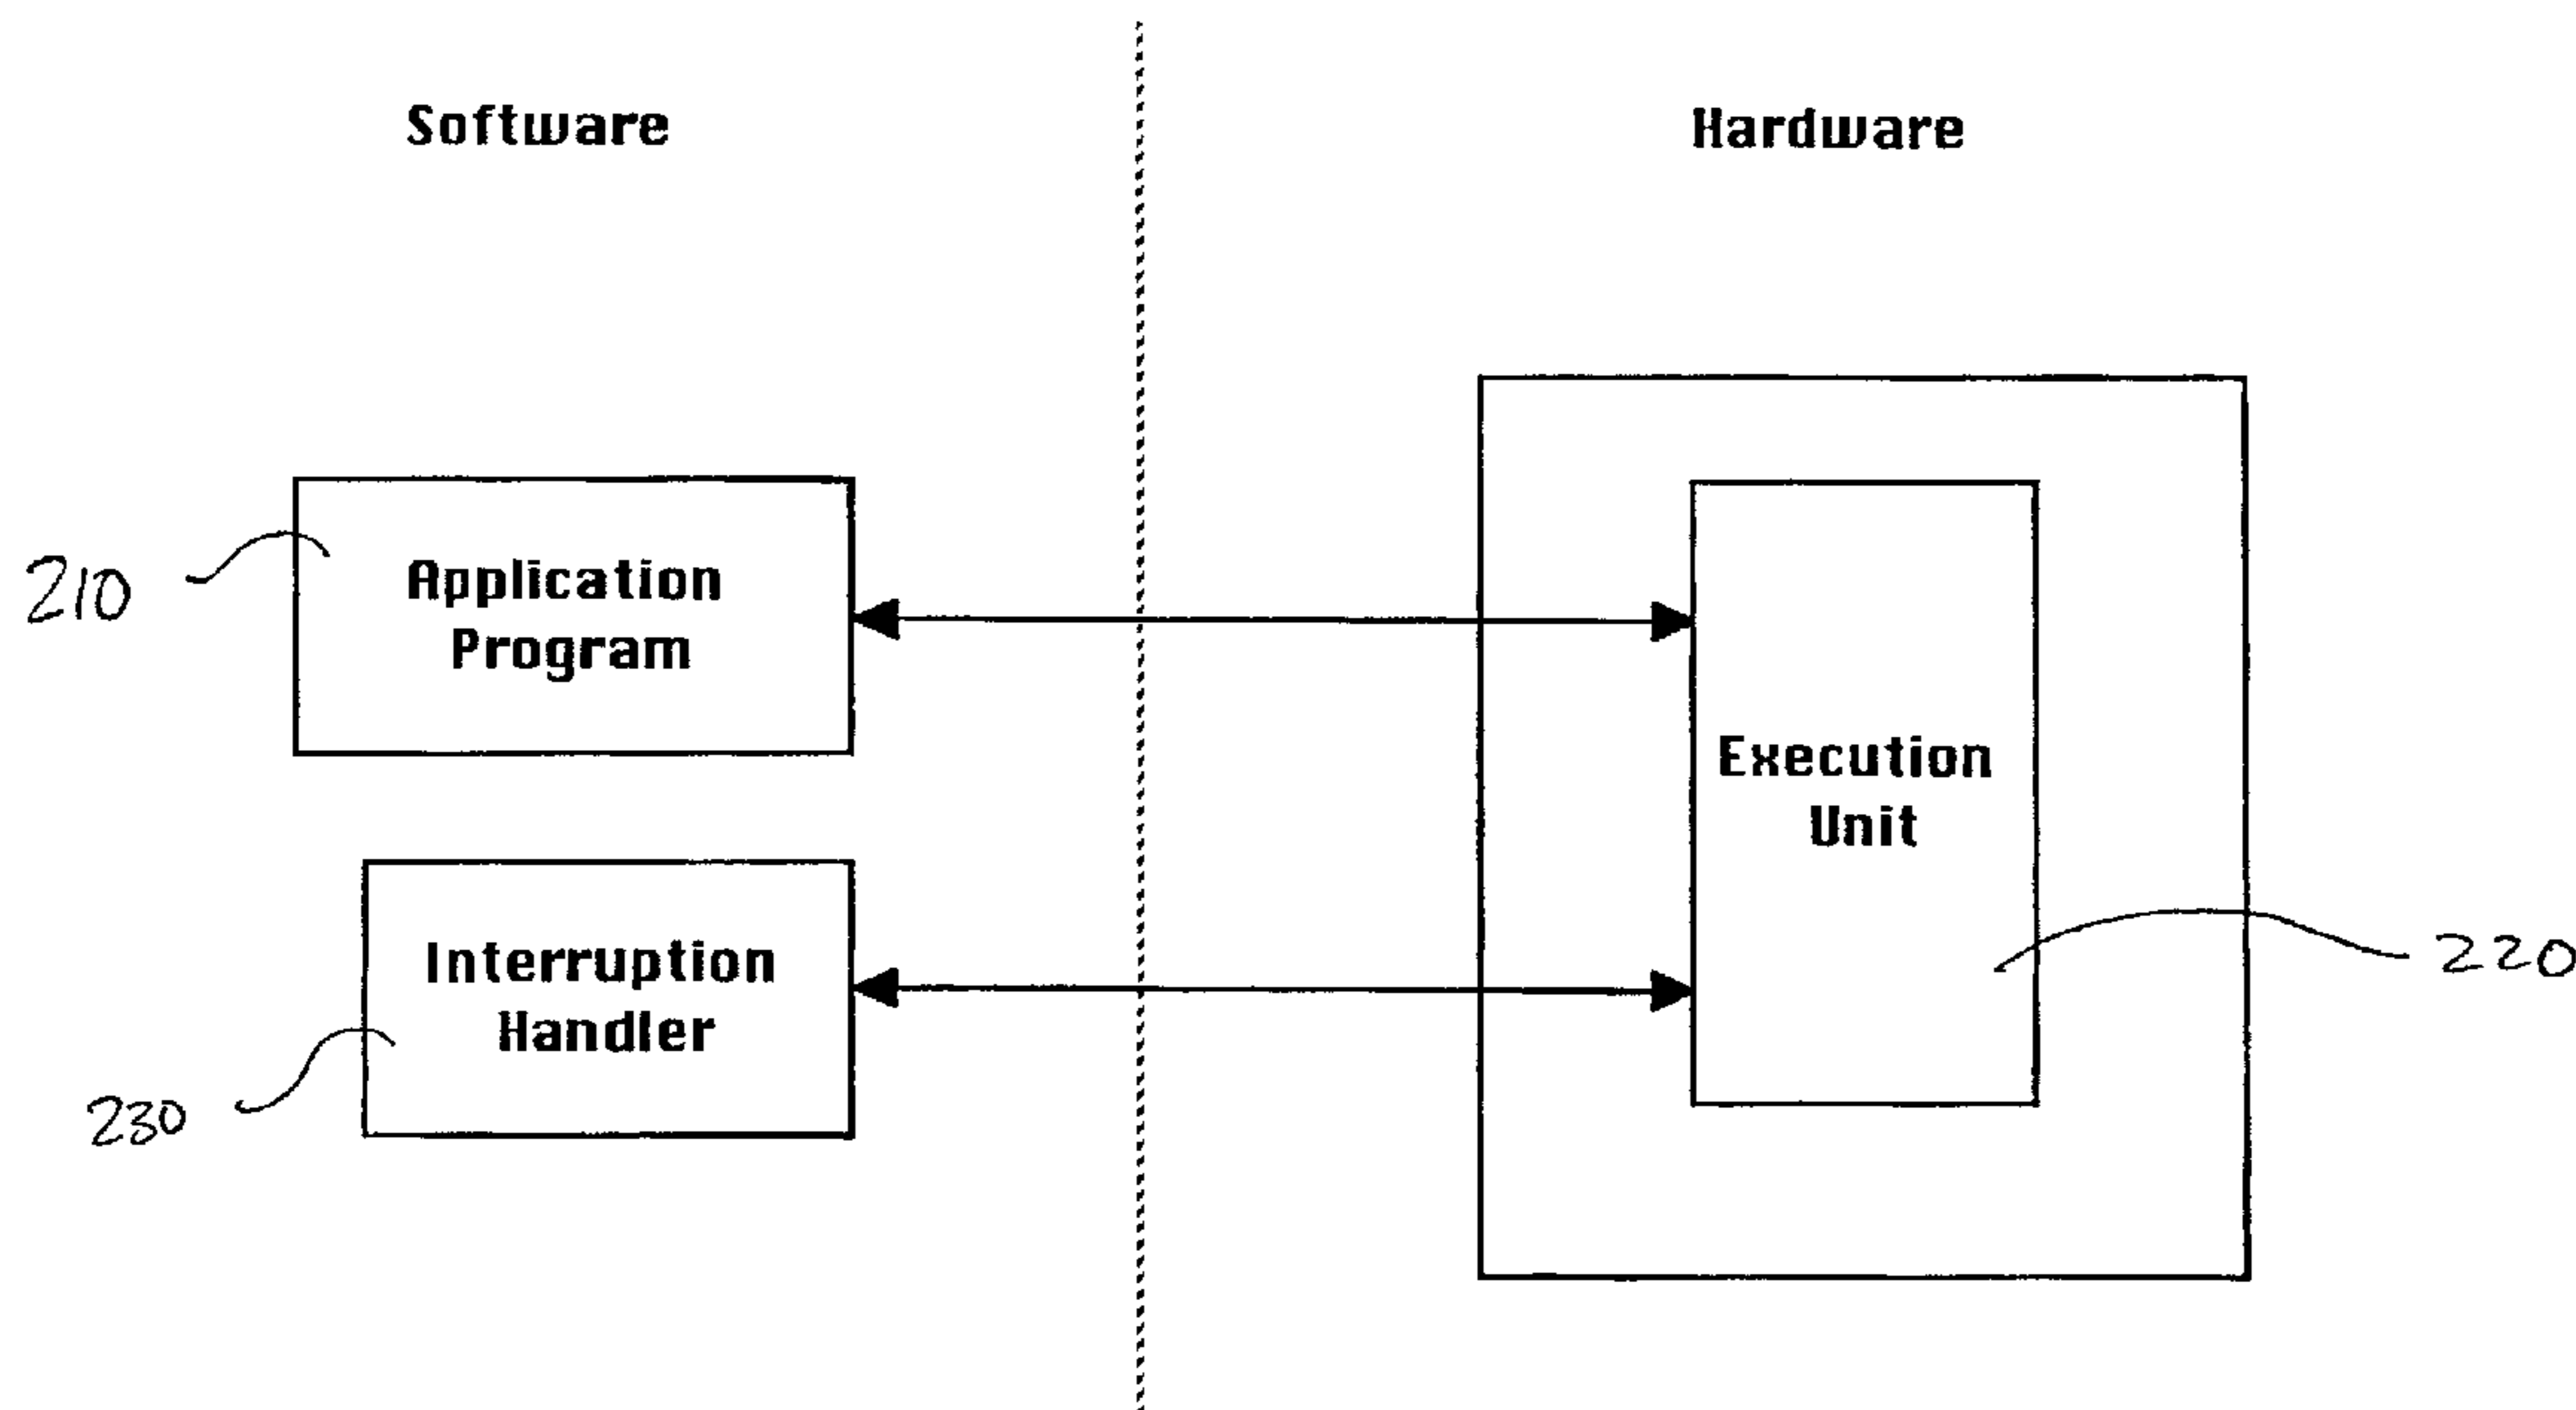 Software
Hardware
210
Application
Program
Execution
Unit
220
Interruption
Handler
230